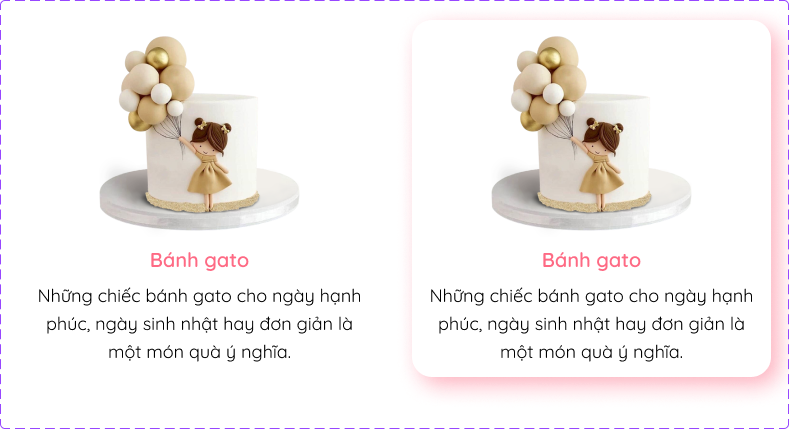 Bánh gato
Những chiếc bánh gato cho ngày hạnh
phúc, ngày sinh nhật hay đơn giản là
một món quà ý nghĩa.
Bánh gato
Những chiếc bánh gato cho ngày hạnh
phúc, ngày sinh nhật hay đơn giản là
một món quà ý nghĩa.